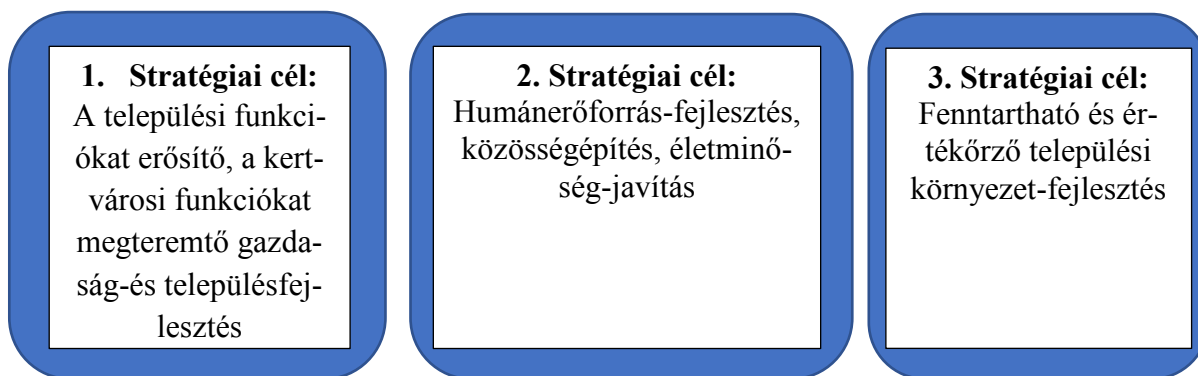 1. Stratégiai cél:
A települési funkci-
ókat erősítő, a kert-
városi funkciókat
megteremtő gazda-
ság-és településfej-
lesztés
2. Stratégiai cél:
Humánerőforrás-fejlesztés,
közösségépítés, életminő-
ség-javítás
3. Stratégiai cél:
Fenntartható és ér-
tékőrző települési
környezet-fejlesztés